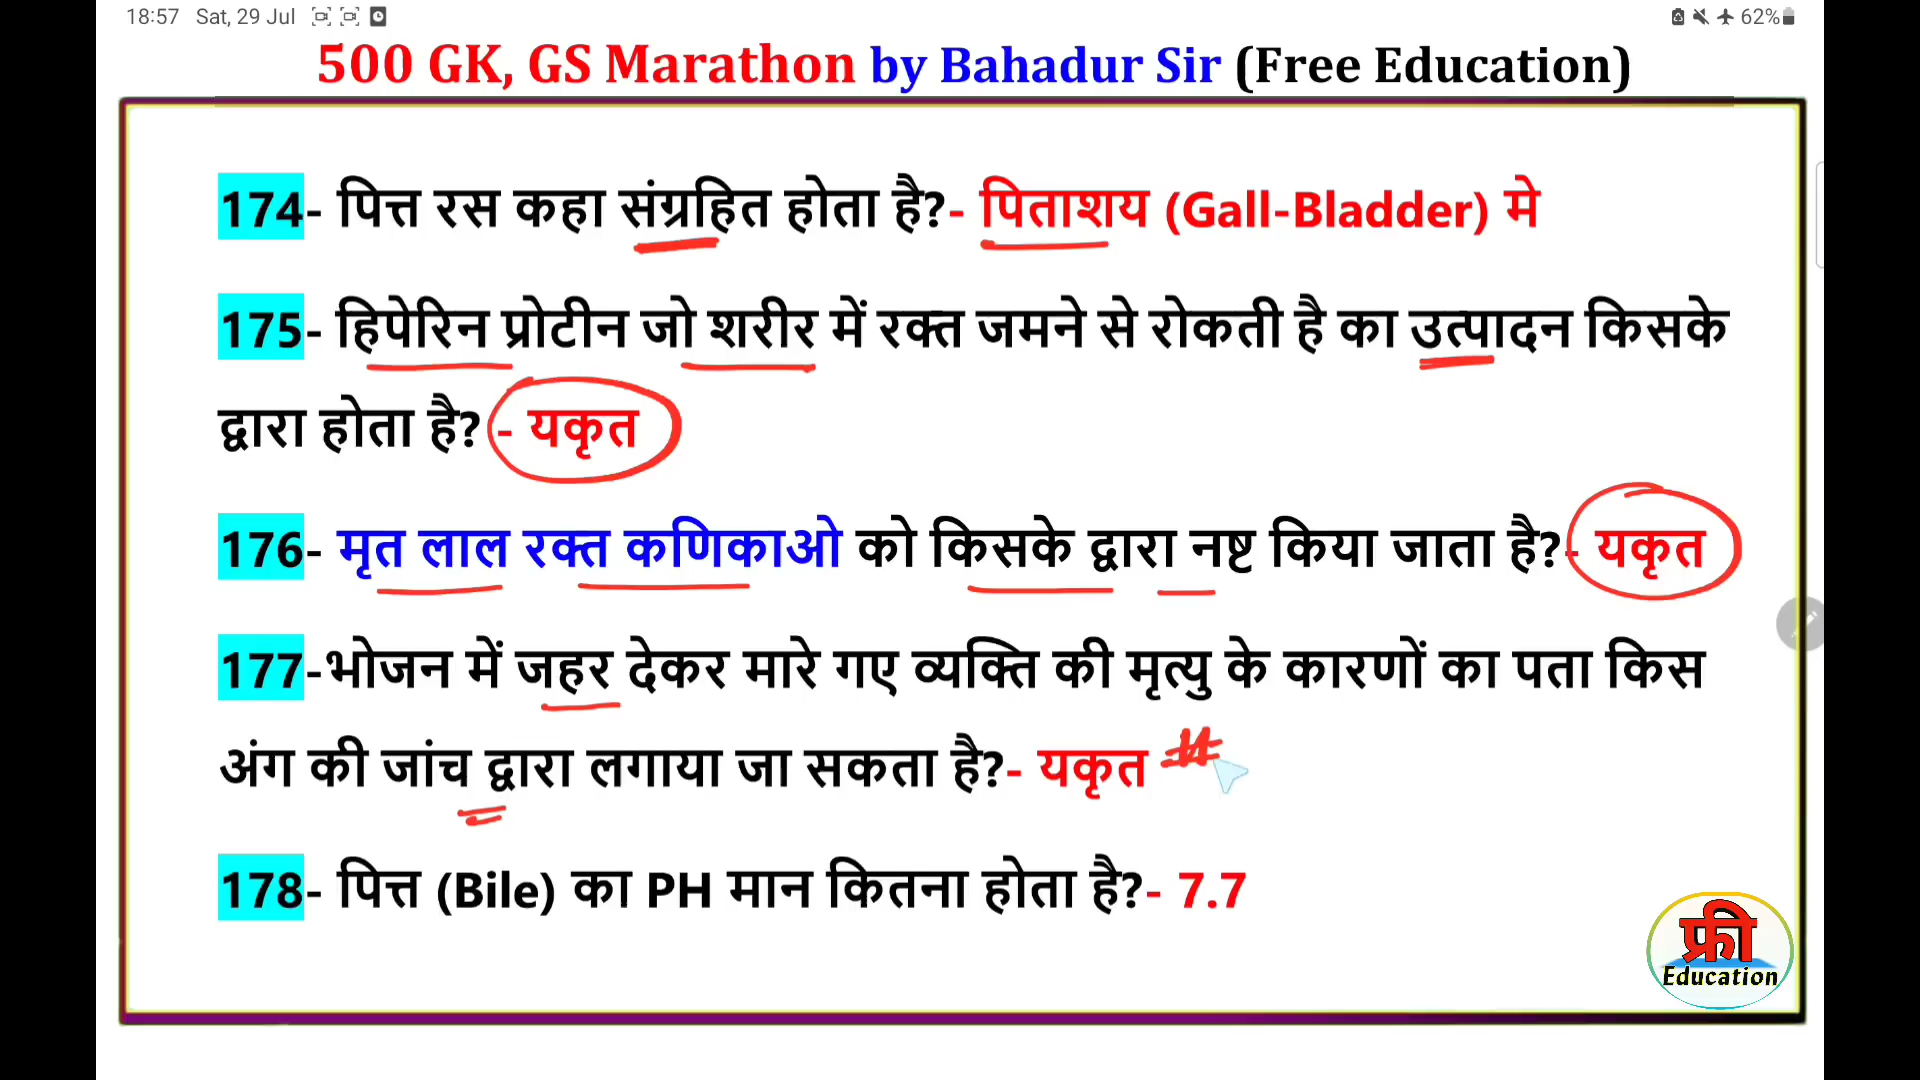 18:57 Sat, 29 Jul
62%
500 GK, GS Marathon by Bahadur Sir (Free Education)
174- पित्त रस कहा संग्रहित होता है?- पिताशय (Gall-Bladder) मे
175- हिपेरिन प्रोटीन जो शरीर में रक्त जमने से रोकती है का उत्पादन किसके
द्वारा होता है? - यकृत
176- मृत लाल रक्त कणिकाओ को किसके द्वारा नष्ट किया जाता है?- यकृत
177-भोजन में जहर देकर मारे गए व्यक्ति की मृत्यु के कारणों का पता किस
अंग की जांच द्वारा लगाया जा सकता है?- यकृत
178- पित्त (Bile) का PH मान कितना होता है?- 7.7
फ्री
Education